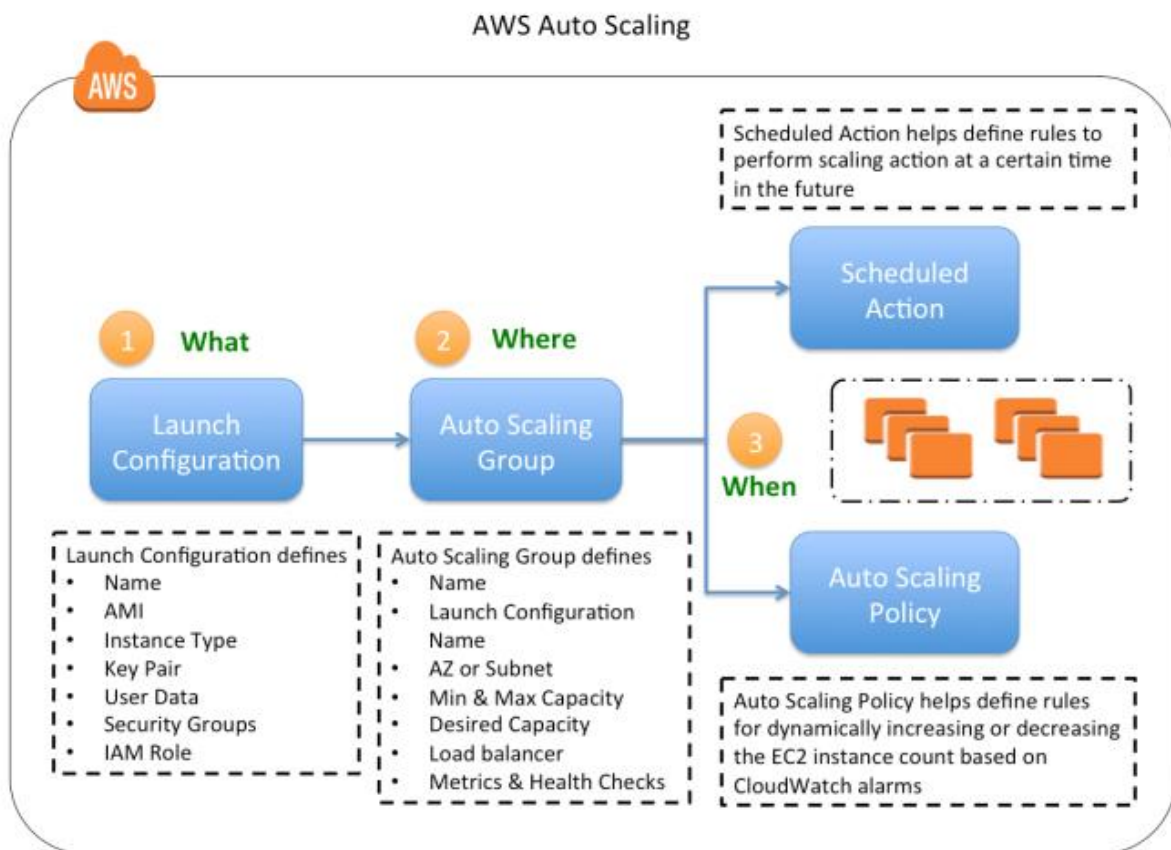 AWS Auto Scaling
AWS
Scheduled Action helps define rules to
perform scaling action at a certain time
in the future
Scheduled
Action
1
What
2
Where
Launch
Configuration
Auto Scaling
Group
3
When
Launch Configuration defines
• Name
• AMI
• Instance Type
• Key Pair
• User Data
• Security Groups
• IAM Role
Auto Scaling Group defines
• Name
• Launch Configuration
Name
• AZ or Subnet
• Min & Max Capacity
• Desired Capacity
• Load balancer
• Metrics & Health Checks
Auto Scaling
Policy
Auto Scaling Policy helps define rules
for dynamically increasing or decreasing
the EC2 instance count based on
CloudWatch alarms